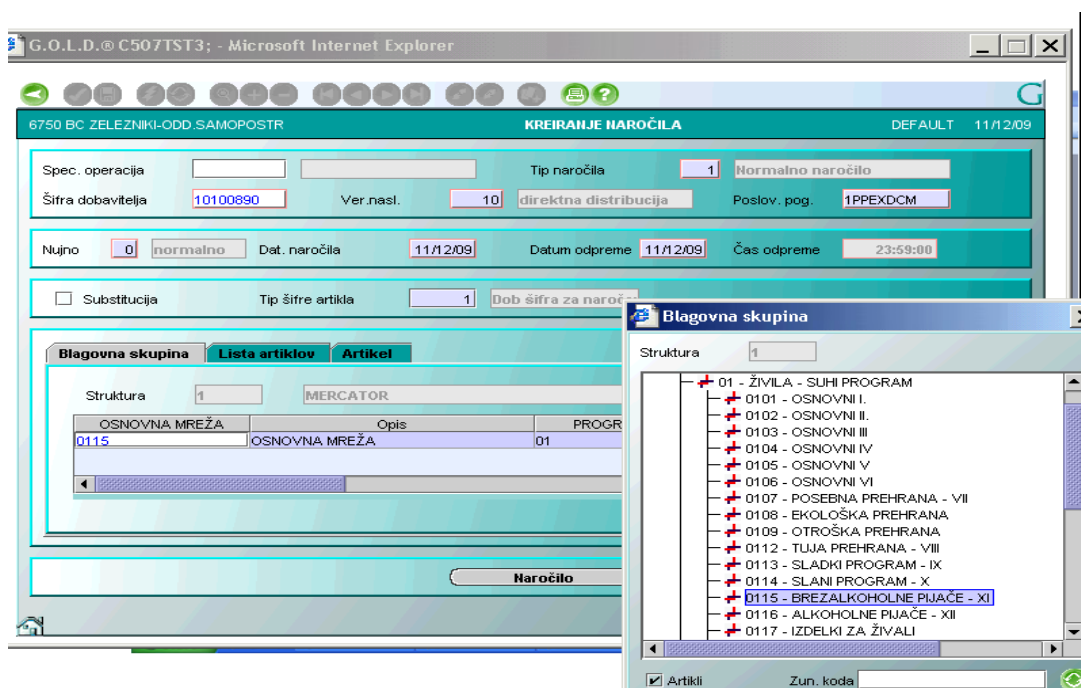 G.O.L.D.® C507TST3; - Microsoft Internet Explorer
G
6750 BC ZELEZNIKI-ODD.SAMOPOSTR KREIRANJE NAROČILA DEFAULT 11/12/09
Spec. operacija Tip naročila 1 Normalno naročilo
Šifra dobavitelja 10100890 Ver.nasl. 10 direktna distribucija Poslov. pog. 1PPEXDCM
Nujno 0 normalno Dat. naročila 11/12/09 Datum odpreme 11/12/09 Čas odpreme 23:59:00
Substitucija Tip šifre artikla 1 Dob šifra za naroč
Blagovna skupina Lista artiklov Artikel
Struktura 1 MERCATOR
OSNOVNA MREŽA Opis PROGR
0115 OSNOVNA MREŽA 01
Naročilo
Blagovna skupina
Struktura 1
01 - ŽIVILA - SUHI PROGRAM
0101 - OSNOVNI I.
0102 - OSNOVNI II.
0103 - OSNOVNI III
0104 - OSNOVNI IV
0105 - OSNOVNI V
0106 - OSNOVNI VI
0107 - POSEBNA PREHRANA - VII
0108 - EKOLOŠKA PREHRANA
0109 - OTROŠKA PREHRANA
0112 - TUJA PREHRANA - VIII
0113 - SLADKI PROGRAM - IX
0114 - SLANI PROGRAM - X
0115 - BREZALKOHOLNE PIJAČE - XI
0116 - ALKOHOLNE PIJAČE - XII
0117 - IZDELKI ZA ŽIVALI
Artikli Zun. koda